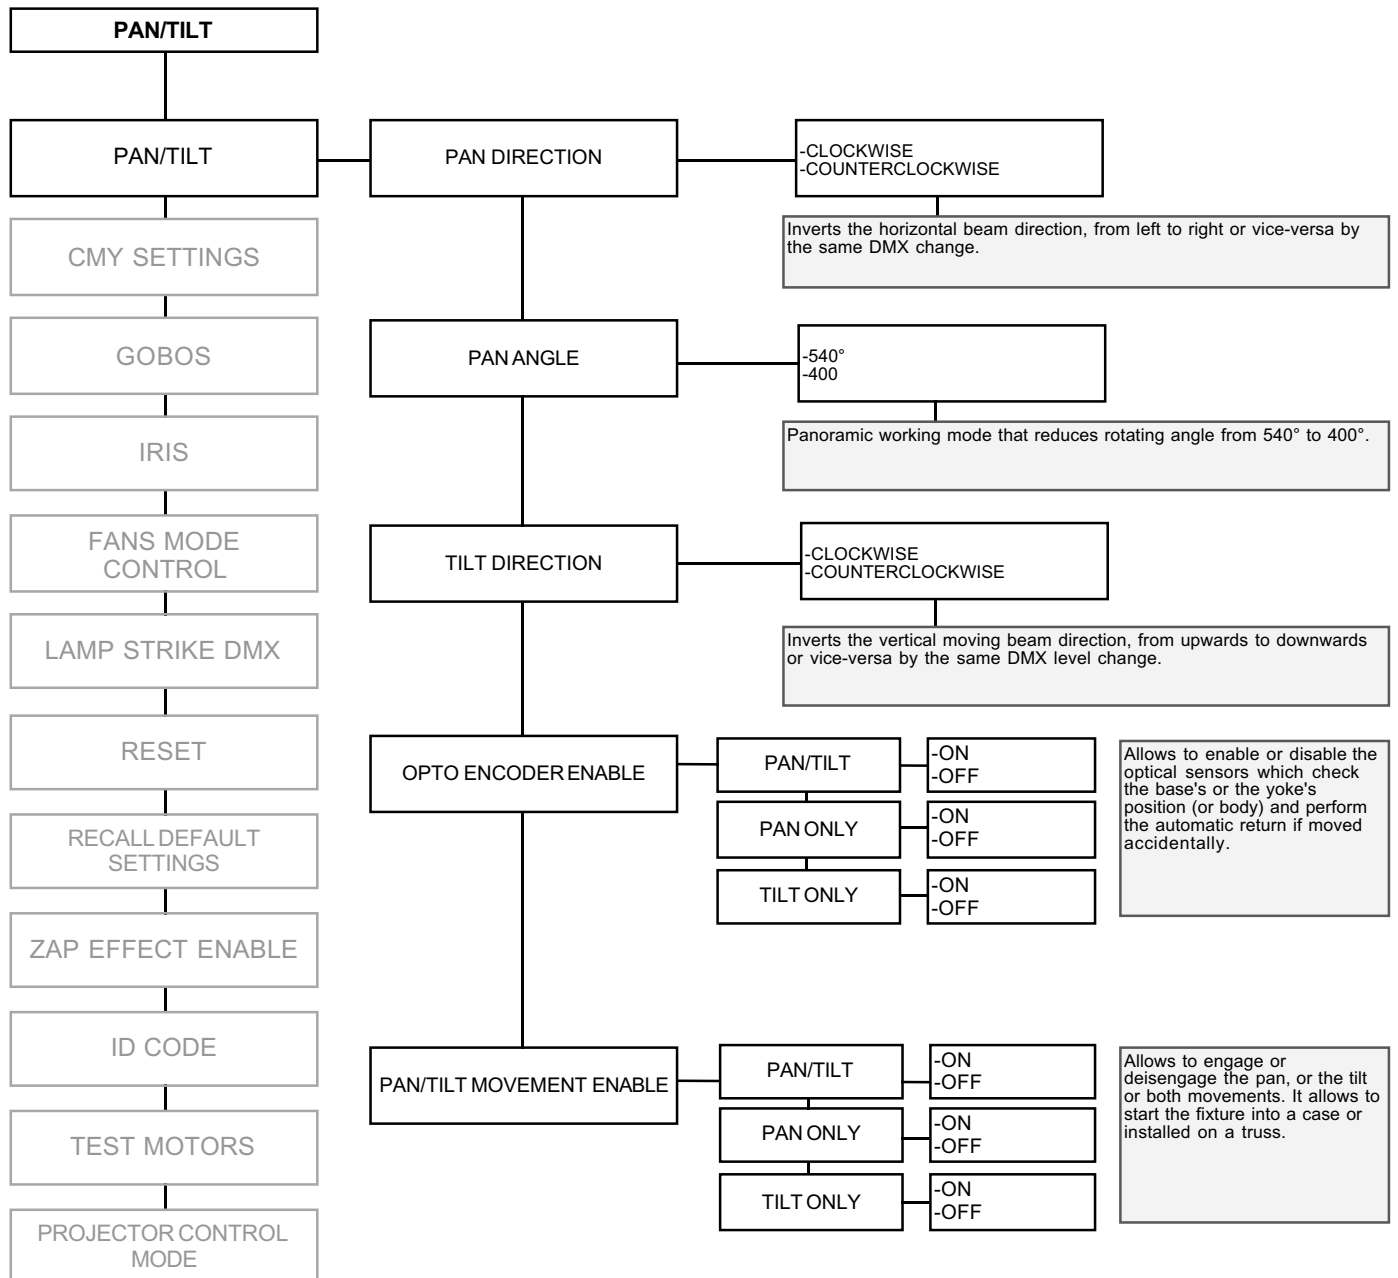 PAN/TILT
PAN/TILT
PAN DIRECTION
-CLOCKWISE
-COUNTERCLOCKWISE
Inverts the horizontal beam direction, from left to right or vice-versa by
the same DMX change.
CMY SETTINGS
GOBOS
PAN ANGLE
-540°
-400
Panoramic working mode that reduces rotating angle from 540° to 400°.
IRIS
FANS MODE
CONTROL
TILT DIRECTION
-CLOCKWISE
-COUNTERCLOCKWISE
Inverts the vertical moving beam direction, from upwards to downwards
or vice-versa by the same DMX level change.
LAMP STRIKE DMX
RESET
OPTO ENCODER ENABLE
PAN/TILT
-ON
-OFF
PAN ONLY
-ON
-OFF
TILT ONLY
-ON
-OFF
Allows to enable or disable the
optical sensors which check
the base's or the yoke's
position (or body) and perform
the automatic return if moved
accidentally.
RECALL DEFAULT
SETTINGS
ZAP EFFECT ENABLE
ID CODE
PAN/TILT MOVEMENT ENABLE
PAN/TILT
-ON
-OFF
PAN ONLY
-ON
-OFF
TILT ONLY
-ON
-OFF
Allows to engage or
deisengage the pan, or the tilt
or both movements. It allows to
start the fixture into a case or
installed on a truss.
TEST MOTORS
PROJECTOR CONTROL
MODE